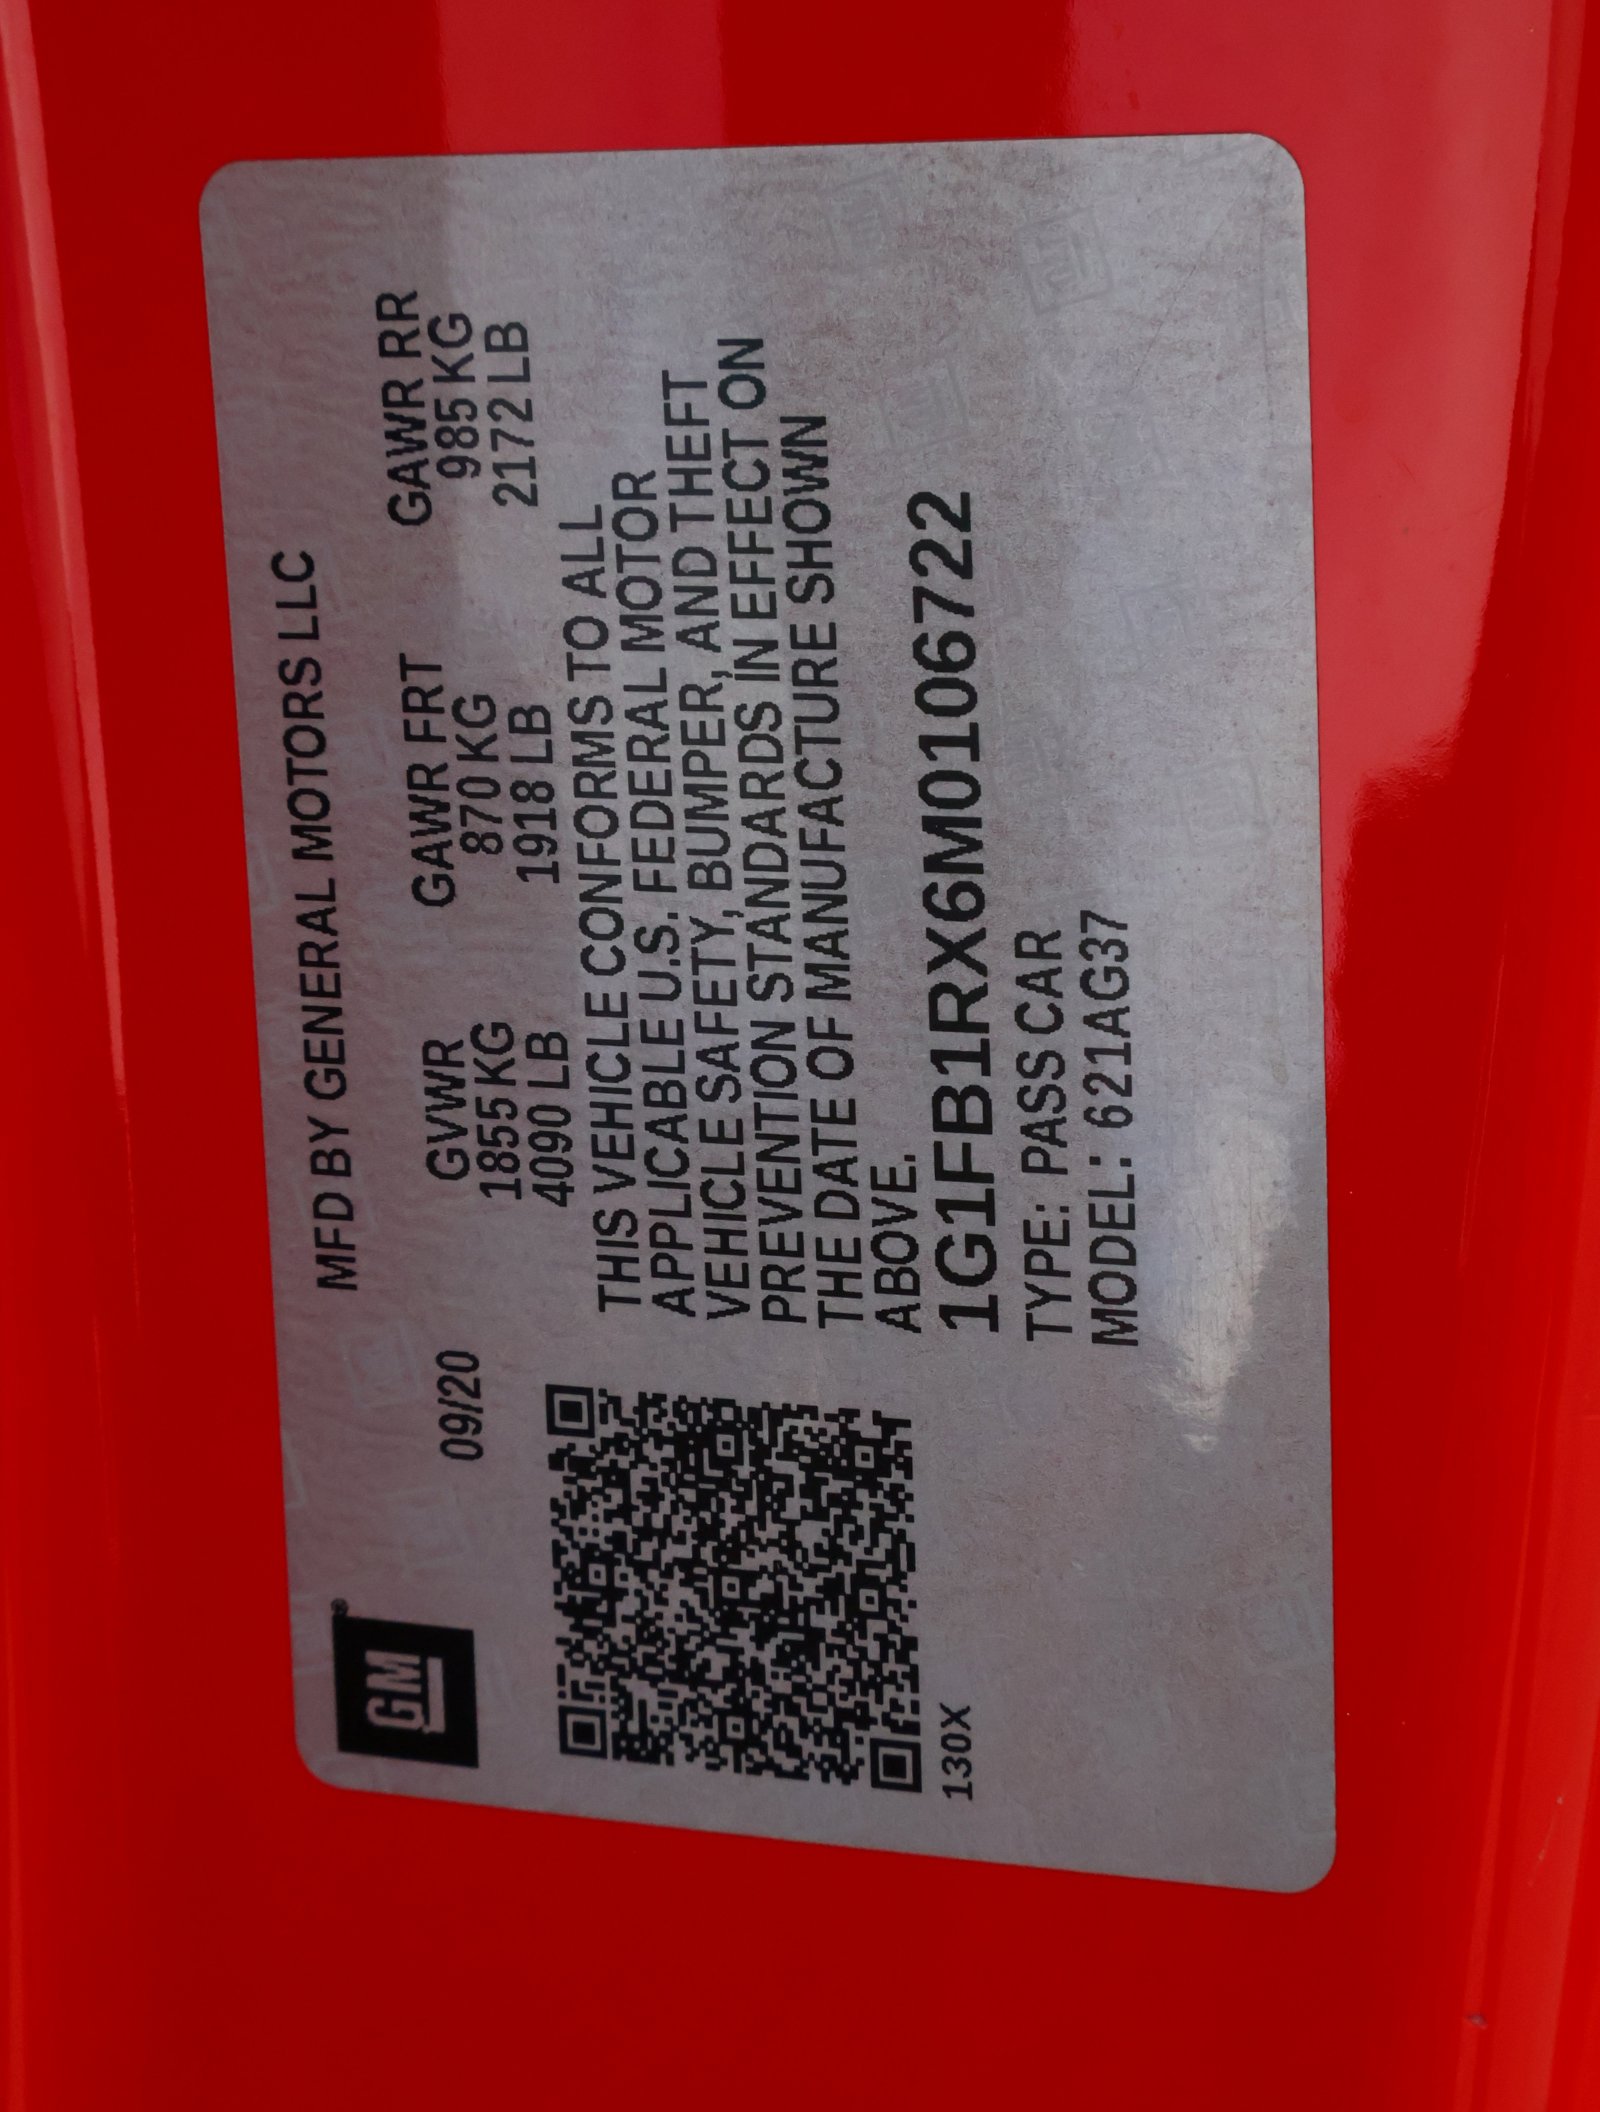 GM
MFD BY GENERAL MOTORS LLC
09/20
GVWR GAWR FRT GAWR RR
1855 KG 870 KG 985 KG
4090 LB 1918 LB 2172 LB
THIS VEHICLE CONFORMS TO ALL
APPLICABLE U.S. FEDERAL MOTOR
VEHICLE SAFETY, BUMPER, AND THEFT
PREVENTION STANDARDS IN EFFECT ON
THE DATE OF MANUFACTURE SHOWN
ABOVE.
1G1FB1RX6M0106722
TYPE: PASS CAR
MODEL: 621AG37
130X